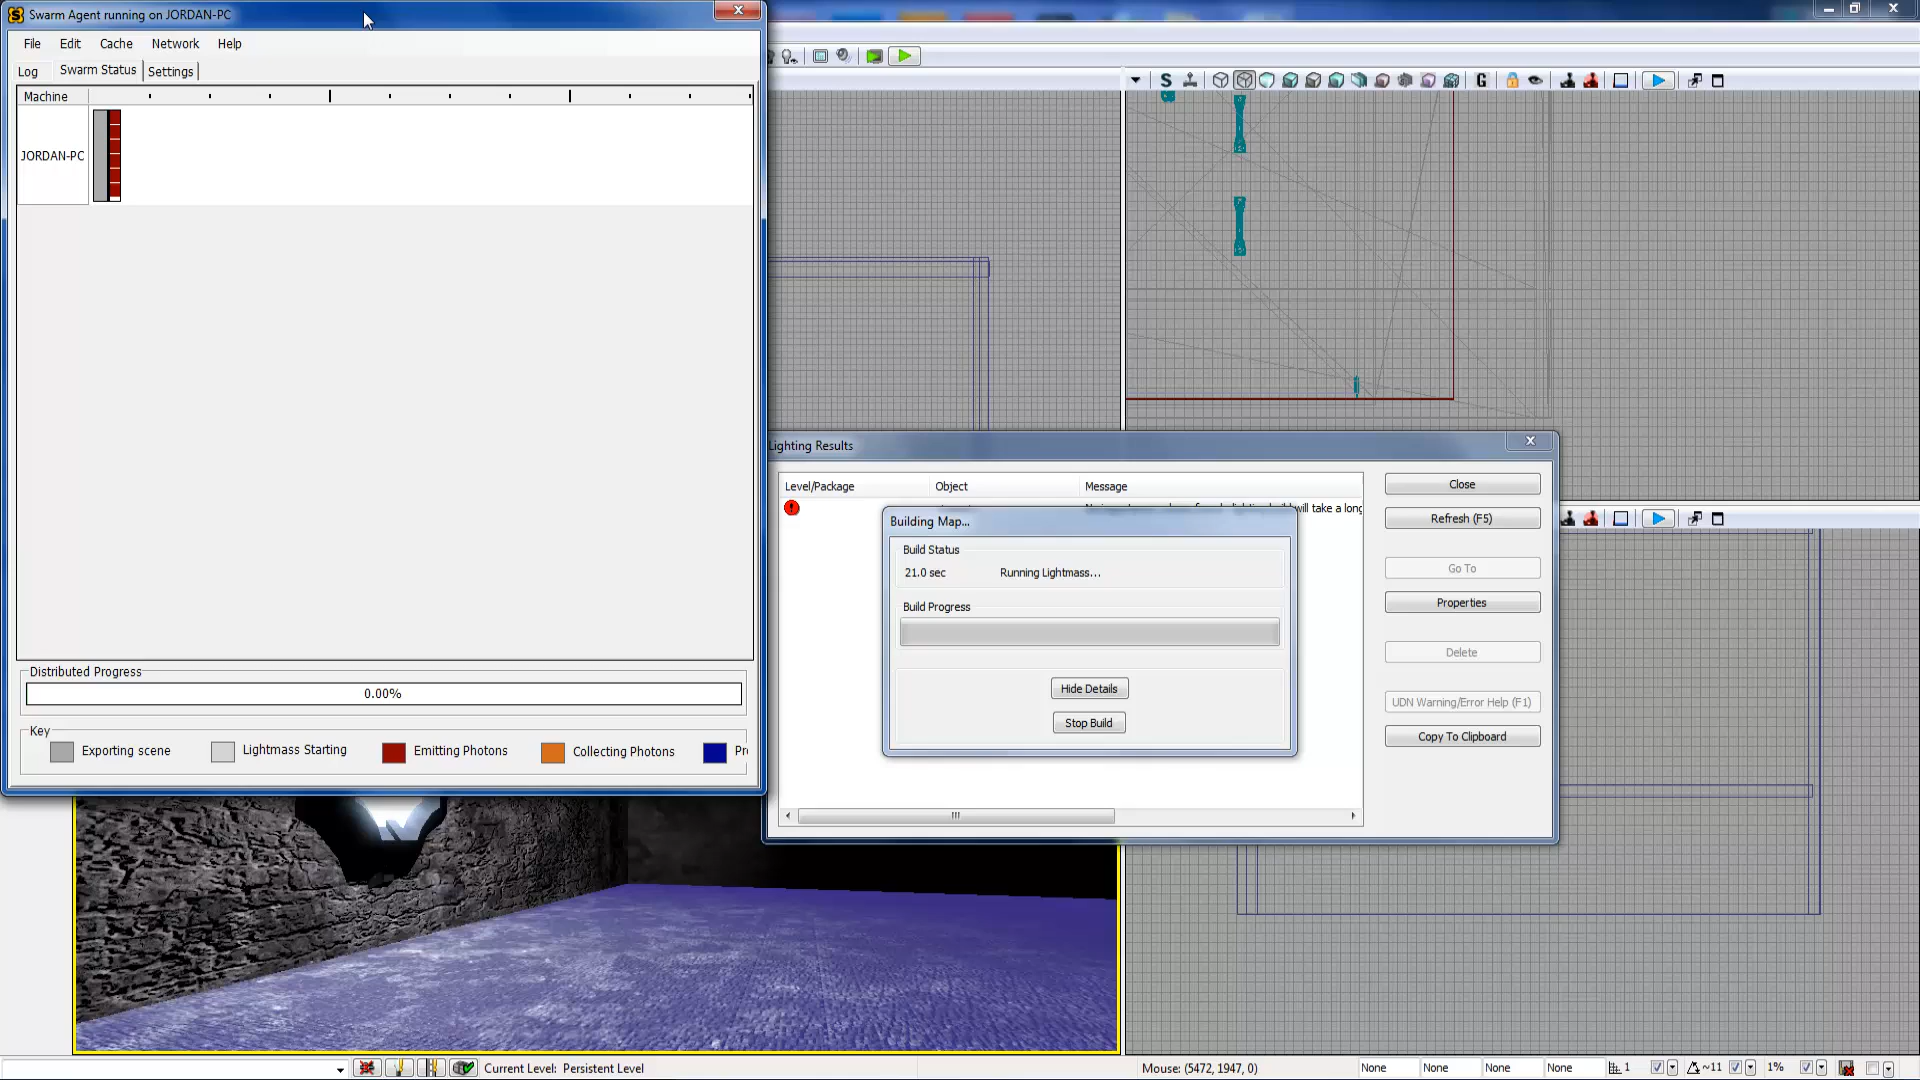 Swarm Agent running on JORDAN-PC
File Edit Cache Network Help
Log Swarm Status Settings
Machine
JORDAN-PC
Distributed Progress
0.00%
Key
Exporting scene Lightmass Starting Emitting Photons Collecting Photons Pr
S G
Lighting Results
Level/Package Object Message
will take a long
Building Map...
Build Status
21.0 sec Running Lightmass...
Build Progress
Hide Details
Stop Build
Close
Refresh (F5)
Go To
Properties
Delete
UDN Warning/Error Help (F1)
Copy To Clipboard
Current Level: Persistent Level
Mouse: (5472, 1947, 0)
None None None None 1 ~11 1%